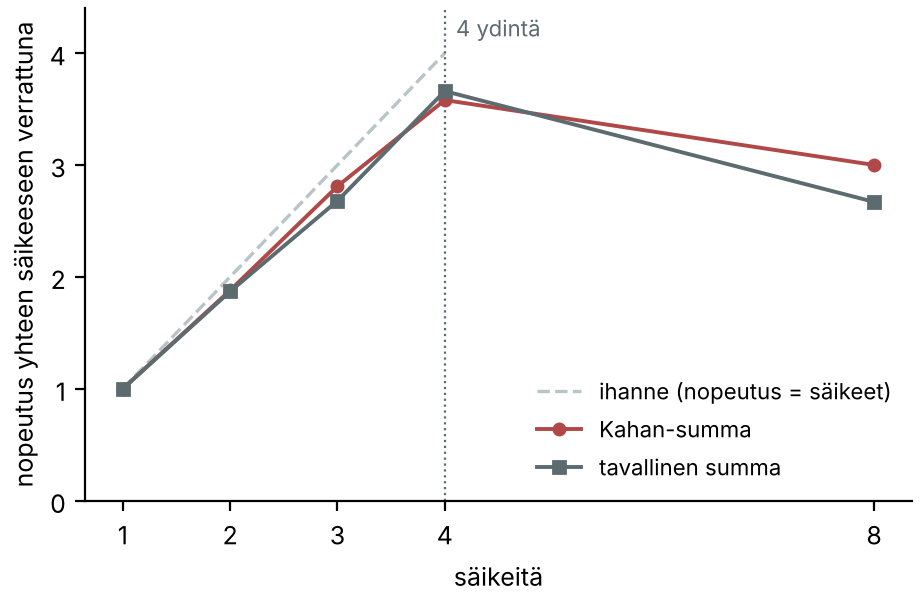 nopeutus yhteen säikeeseen verrattuna
4
3
2
1
0
4 ydintä
ihanne (nopeutus = säikeet)
Kahan-summa
tavallinen summa
1 2 3 4 8
säikeitä